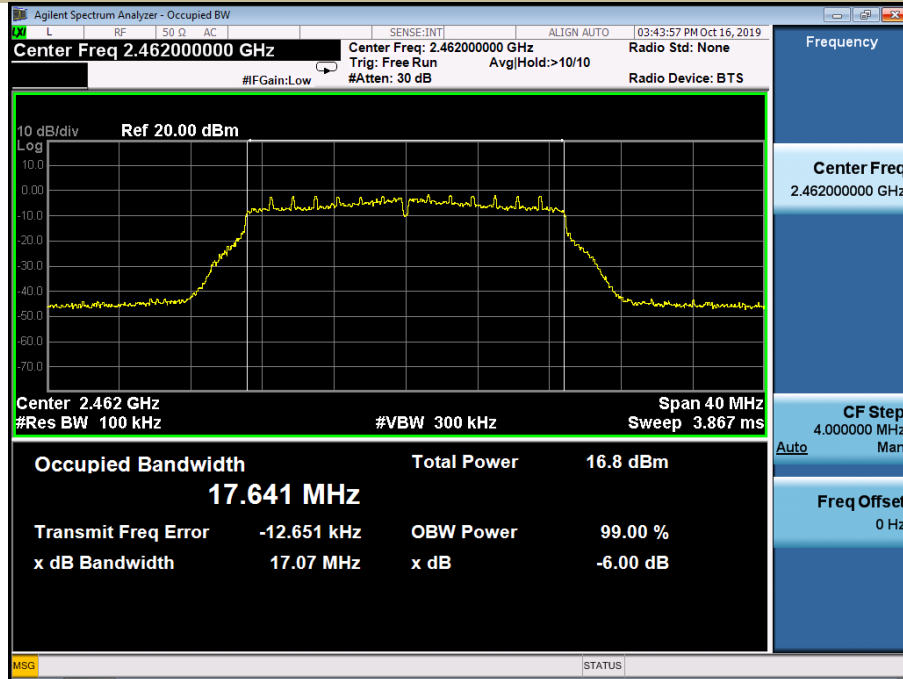 Agilent Spectrum Analyzer - Occupied BW
LXI L RF 50 Ω AC SENSE:INT ALIGN AUTO 03:43:57 PM Oct 16, 2019
Center Freq 2.462000000 GHz
Center Freq: 2.462000000 GHz
Radio Std: None
Trig: Free Run Avg|Hold:>10/10
#IFGain:Low
#Atten: 30 dB
Radio Device: BTS
10 dB/div Ref 20.00 dBm
Log
10.0
0.00
-10.0
-20.0
-30.0
-40.0
-50.0
-60.0
-70.0
Center 2.462 GHz Span 40 MHz
#Res BW 100 kHz #VBW 300 kHz Sweep 3.867 ms
Occupied Bandwidth Total Power 16.8 dBm
17.641 MHz
Transmit Freq Error -12.651 kHz OBW Power 99.00 %
x dB Bandwidth 17.07 MHz x dB -6.00 dB
Frequency
Center Freq
2.462000000 GHz
CF Step
4.000000 MHz
Auto Man
Freq Offset
0 Hz
MSG STATUS